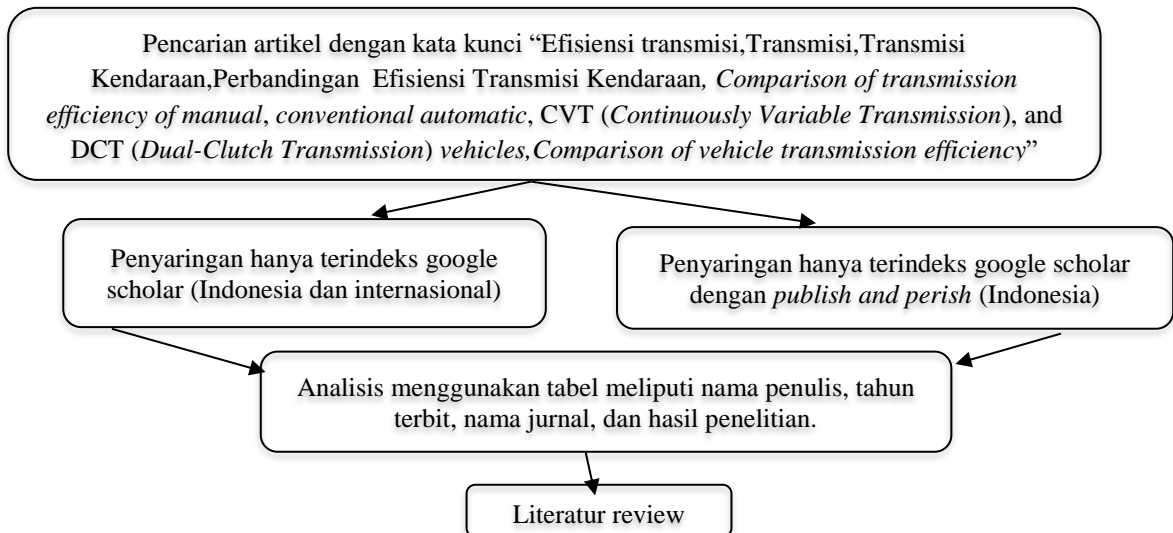 Pencarian artikel dengan kata kunci “Efisiensi transmisi,Transmisi,Transmisi
Kendaraan,Perbandingan Efisiensi Transmisi Kendaraan, Comparison of transmission
efficiency of manual, conventional automatic, CVT (Continuously Variable Transmission), and
DCT (Dual-Clutch Transmission) vehicles,Comparison of vehicle transmission efficiency”
Penyaringan hanya terindeks google
scholar (Indonesia dan internasional)
Penyaringan hanya terindeks google scholar
dengan publish and perish (Indonesia)
Analisis menggunakan tabel meliputi nama penulis, tahun
terbit, nama jurnal, dan hasil penelitian.
Literatur review